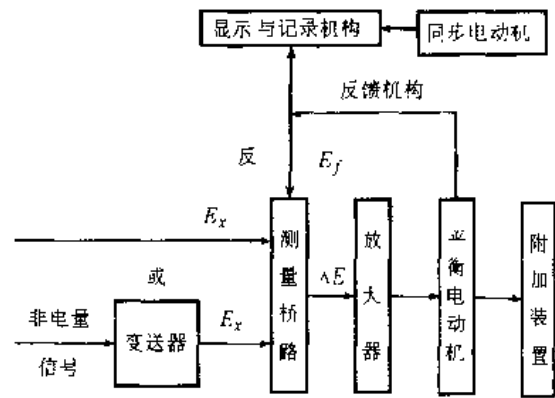 显示与记录机构
同步电动机
反馈机构
反
E_f
E_x
测量桥路
放大器
平衡电动机
附加装置
ΔE
或
非电量
信号
变送器
E_x